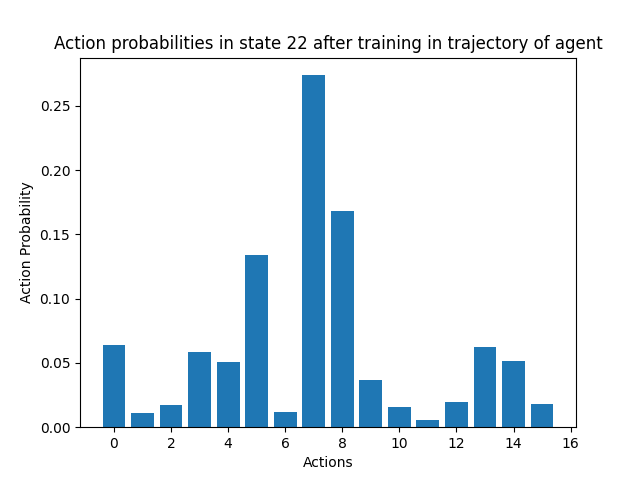 Action probabilities in state 22 after training in trajectory of agent
0.25
0.20
0.15
0.10
0.05
0.00
Action Probability
0 2 4 6 8 10 12 14 16
Actions